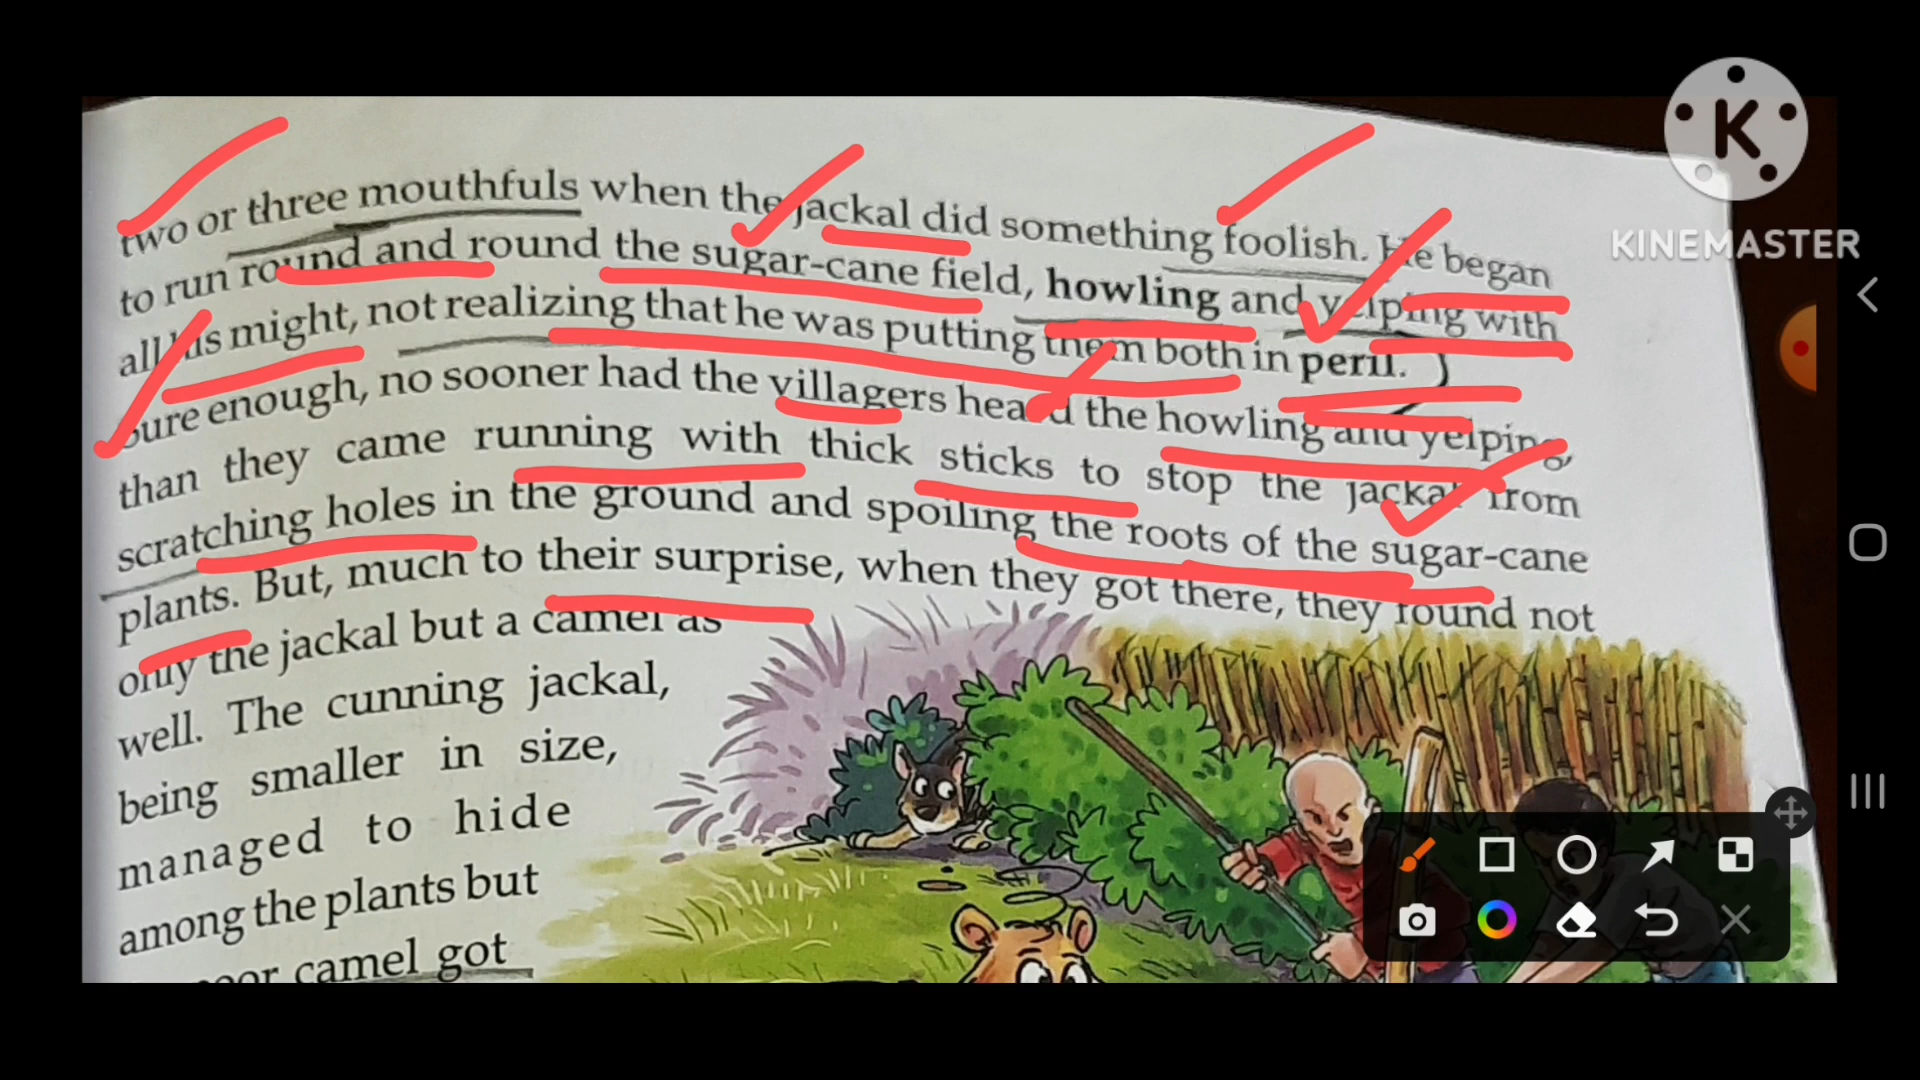 two or three mouthfuls when the jackal did something foolish. He began
to run round and round the sugar-cane field, howling and yelping with
all his might, not realizing that he was putting them both in peril.
Sure enough, no sooner had the villagers heard the howling and yelping,
than they came running with thick sticks to stop the jackal from
scratching holes in the ground and spoiling the roots of the sugar-cane
plants. But, much to their surprise, when they got there, they found not
only the jackal but a camel as
well. The cunning jackal,
being smaller in size,
managed to hide
among the plants but
camel got
K
KINEMASTER